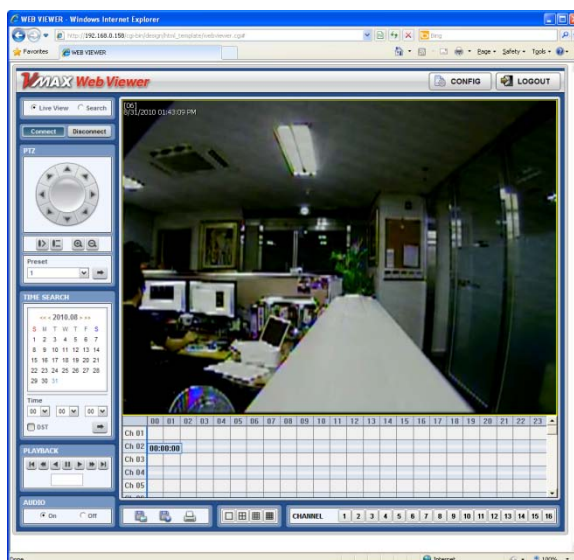 WEB VIEWER - Windows Internet Explorer
http://192.168.0.150/cgi-bin/design/html_template/webviewer.cgi#
Bing
Favorites WEB VIEWER
Page Safety Tools
VMAX Web Viewer
CONFIG LOGOUT
Live View Search
Connect Disconnect
PTZ
Preset
1
TIME SEARCH
<< < 2010.08 > >>
S M T W T F S
1 2 3 4 5 6 7
8 9 10 11 12 13 14
15 16 17 18 19 20 21
22 23 24 25 26 27 28
29 30 31
Time
00 00 00
DST
PLAYBACK
AUDIO
On Off
[06]
8/31/2010 01:43:09 PM
00 01 02 03 04 05 06 07 08 09 10 11 12 13 14 15 16 17 18 19 20 21 22 23
Ch 01
Ch 02 00:00:00
Ch 03
Ch 04
Ch 05
CHANNEL 1 2 3 4 5 6 7 8 9 10 11 12 13 14 15 16
Done
Internet
100%